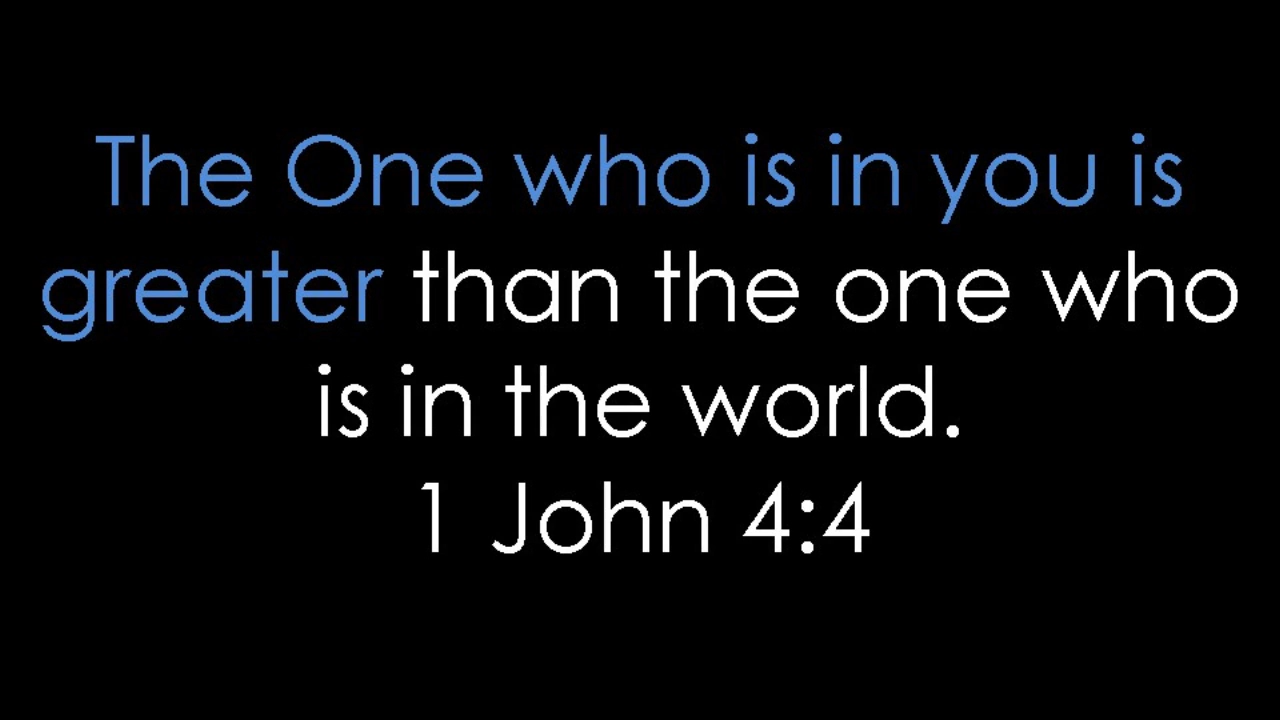 The One who is in you is
greater than the one who
is in the world.
1 John 4:4